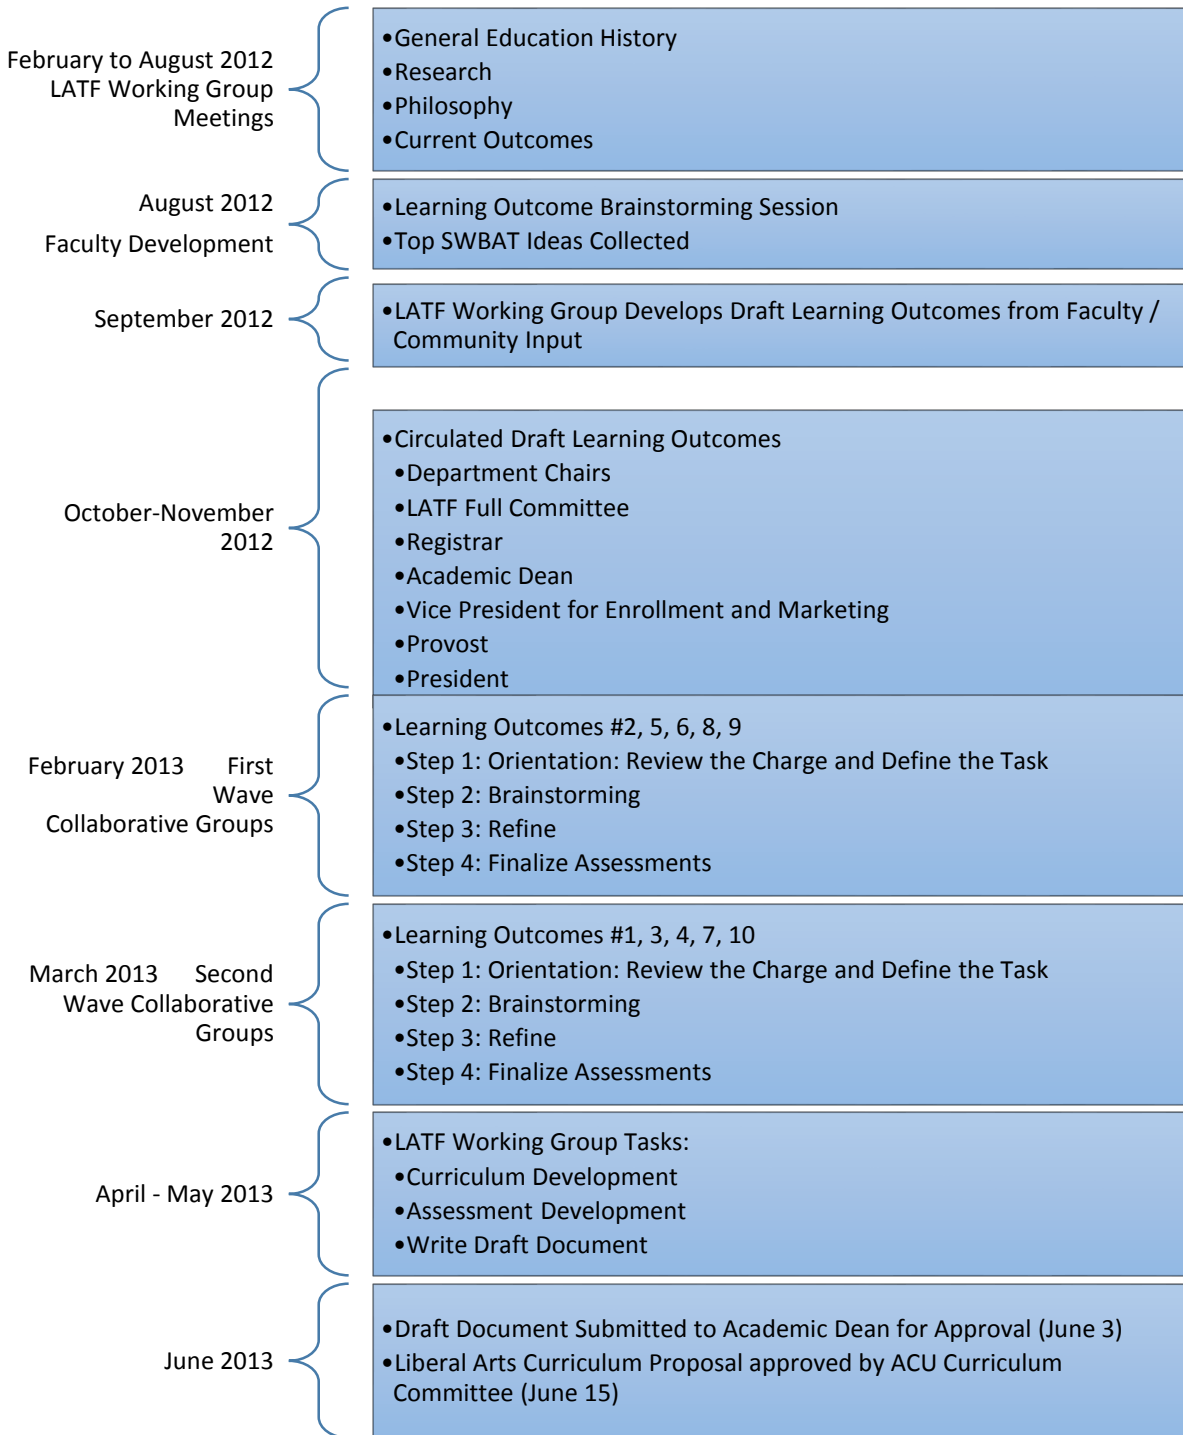 February to August 2012
LATF Working Group
Meetings
•General Education History
•Research
•Philosophy
•Current Outcomes
August 2012
Faculty Development
•Learning Outcome Brainstorming Session
•Top SWBAT Ideas Collected
September 2012
•LATF Working Group Develops Draft Learning Outcomes from Faculty /
Community Input
October-November
2012
•Circulated Draft Learning Outcomes
•Department Chairs
•LATF Full Committee
•Registrar
•Academic Dean
•Vice President for Enrollment and Marketing
•Provost
•President
February 2013 First
Wave
Collaborative Groups
•Learning Outcomes #2, 5, 6, 8, 9
•Step 1: Orientation: Review the Charge and Define the Task
•Step 2: Brainstorming
•Step 3: Refine
•Step 4: Finalize Assessments
March 2013 Second
Wave Collaborative
Groups
•Learning Outcomes #1, 3, 4, 7, 10
•Step 1: Orientation: Review the Charge and Define the Task
•Step 2: Brainstorming
•Step 3: Refine
•Step 4: Finalize Assessments
April - May 2013
•LATF Working Group Tasks:
•Curriculum Development
•Assessment Development
•Write Draft Document
June 2013
•Draft Document Submitted to Academic Dean for Approval (June 3)
•Liberal Arts Curriculum Proposal approved by ACU Curriculum
Committee (June 15)